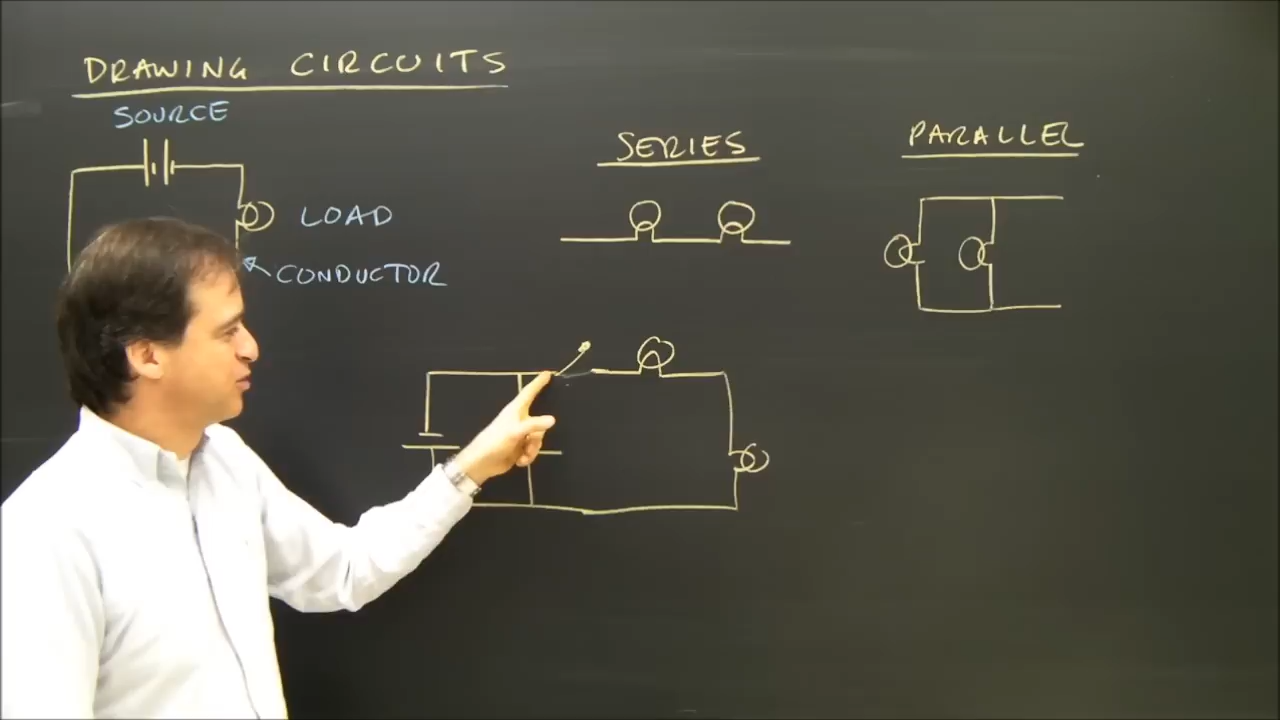 DRAWING CIRCUITS
SOURCE
LOAD
CONDUCTOR
SERIES
PARALLEL